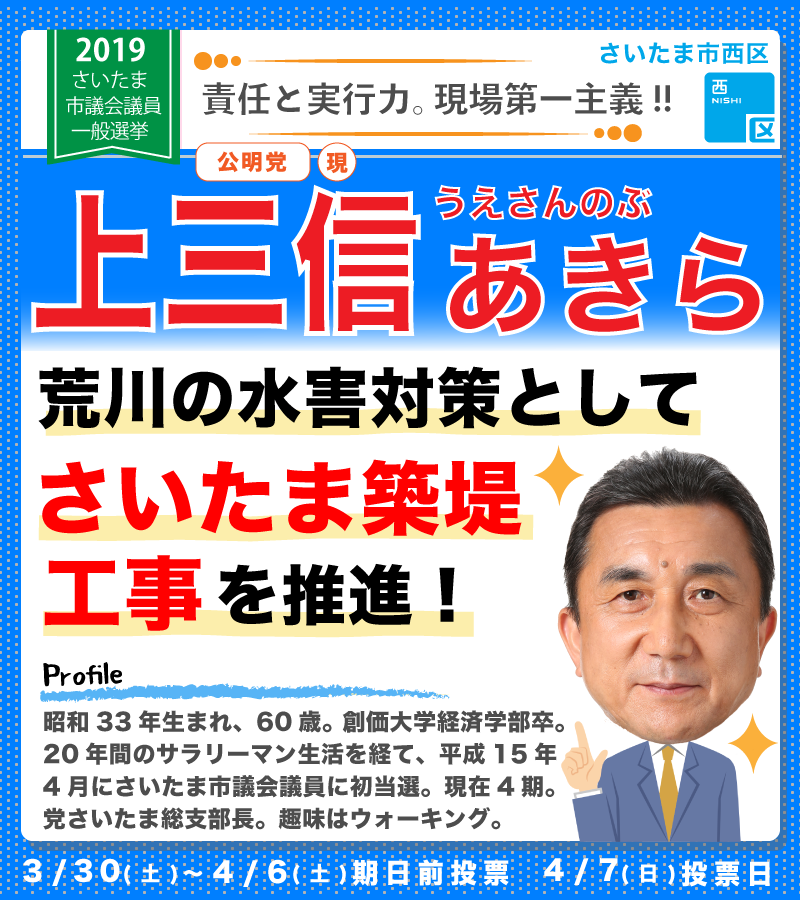 2019
さいたま
市議会議員
一般選挙
責任と実行力。現場第一主義!!
さいたま市西区
西
NISHI
区
公明党 現
うえさんのぶ
上三信 あきら
荒川の水害対策として
さいたま築堤
工事を推進!
Profile
昭和33年生まれ、60歳。創価大学経済学部卒。
20年間のサラリーマン生活を経て、平成15年
4月にさいたま市議会議員に初当選。現在4期。
党さいたま総支部長。趣味はウォーキング。
3/30(土)~4/6(土)期日前投票 4/7(日)投票日